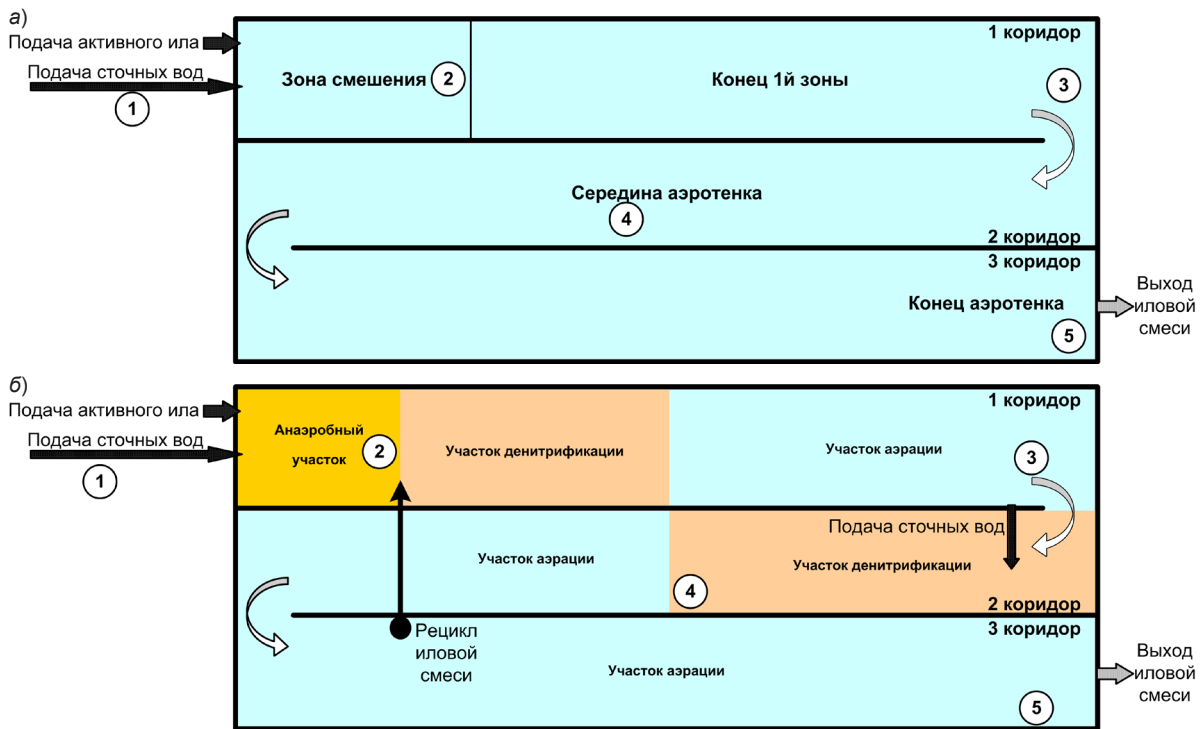 а)
Подача активного ила
Подача сточных вод
1
Зона смешения
2
Конец 1й зоны
1 коридор
3
Середина аэротенка
4
2 коридор
3 коридор
Конец аэротенка
5
Выход
иловой
смеси
б)
Подача активного ила
Подача сточных вод
1
Анаэробный
участок
2
Участок денитрификации
Участок аэрации
1 коридор
3
Подача сточных вод
Участок аэрации
Участок денитрификации
4
2 коридор
3 коридор
Рецикл
иловой
смеси
Участок аэрации
5
Выход
иловой
смеси